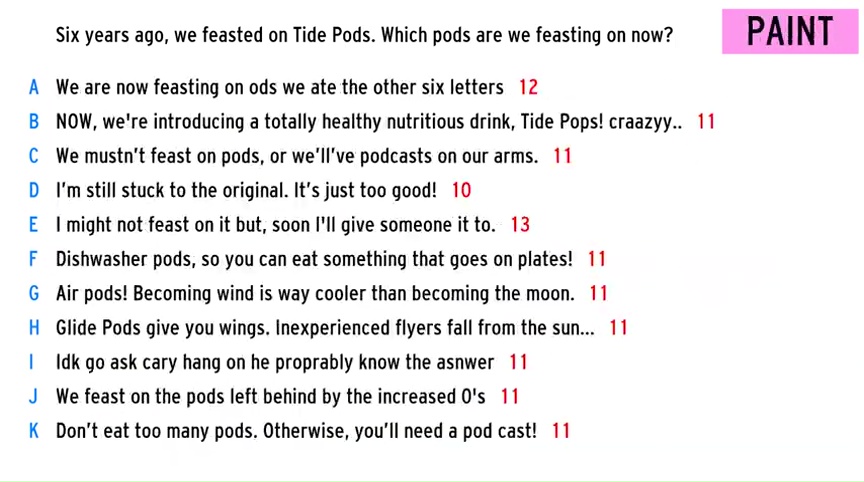 Six years ago, we feasted on Tide Pods. Which pods are we feasting on now?
PAINT
A We are now feasting on ods we ate the other six letters 12
B NOW, we're introducing a totally healthy nutritious drink, Tide Pops! craazyy.. 11
C We mustn't feast on pods, or we'll've podcasts on our arms. 11
D I'm still stuck to the original. It's just too good! 10
E I might not feast on it but, soon I'll give someone it to. 13
F Dishwasher pods, so you can eat something that goes on plates! 11
G Air pods! Becoming wind is way cooler than becoming the moon. 11
H Glide Pods give you wings. Inexperienced flyers fall from the sun... 11
I Idk go ask cary hang on he proprably know the asnwer 11
J We feast on the pods left behind by the increased O's 11
K Don't eat too many pods. Otherwise, you'll need a pod cast! 11